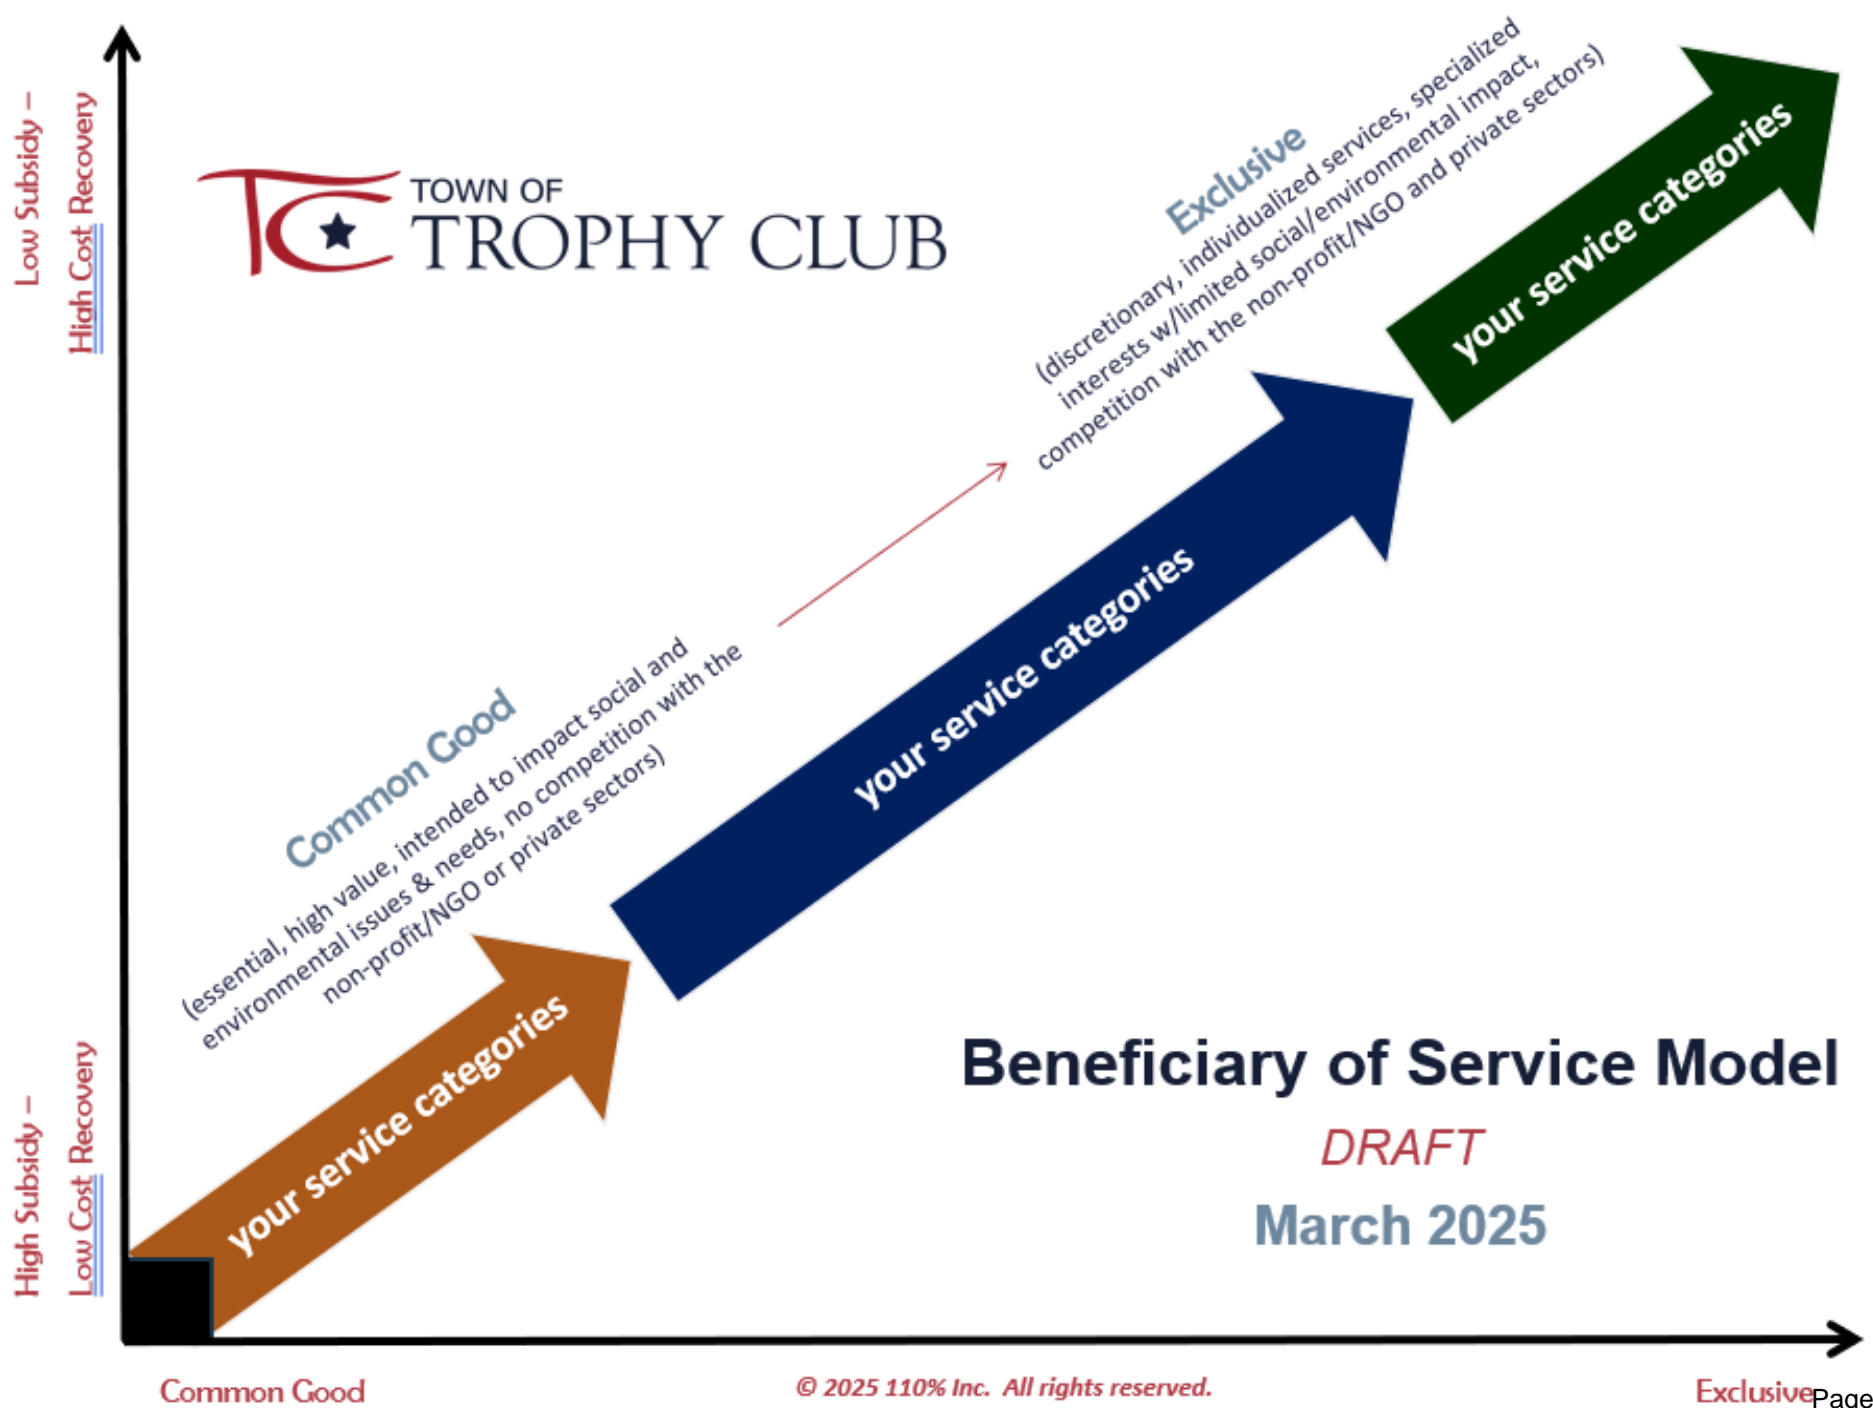 Low Subsidy –
High Cost Recovery
TOWN OF
TROPHY CLUB
Exclusive
(discretionary, individualized services, specialized
interests w/limited social/environmental impact,
competition with the non-profit/NGO and private sectors)
your service categories
your service categories
Common Good
(essential, high value, intended to impact social and
environmental issues & needs, no competition with the
non-profit/NGO or private sectors)
your service categories
High Subsidy –
Low Cost Recovery
Beneficiary of Service Model
DRAFT
March 2025
Common Good
© 2025 110% Inc.  All rights reserved.
Exclusive
Page